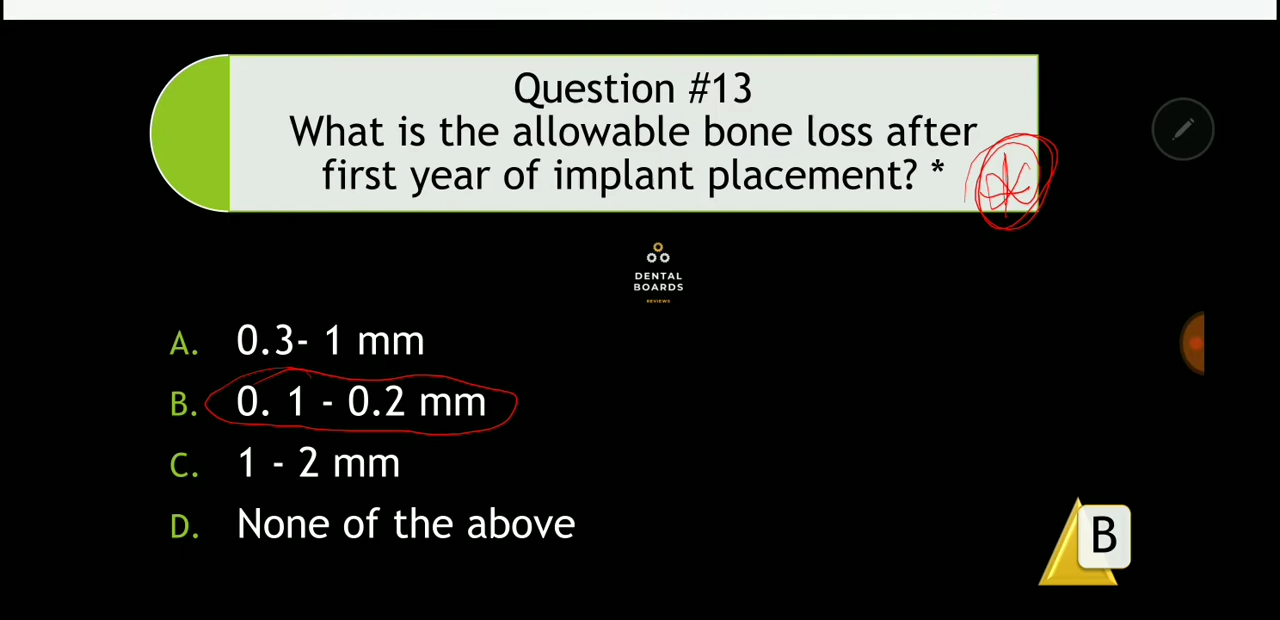 Question #13
What is the allowable bone loss after
first year of implant placement? *
DENTAL
BOARDS
REVIEWS
A. 0.3- 1 mm
B. 0. 1 - 0.2 mm
C. 1 - 2 mm
D. None of the above
B